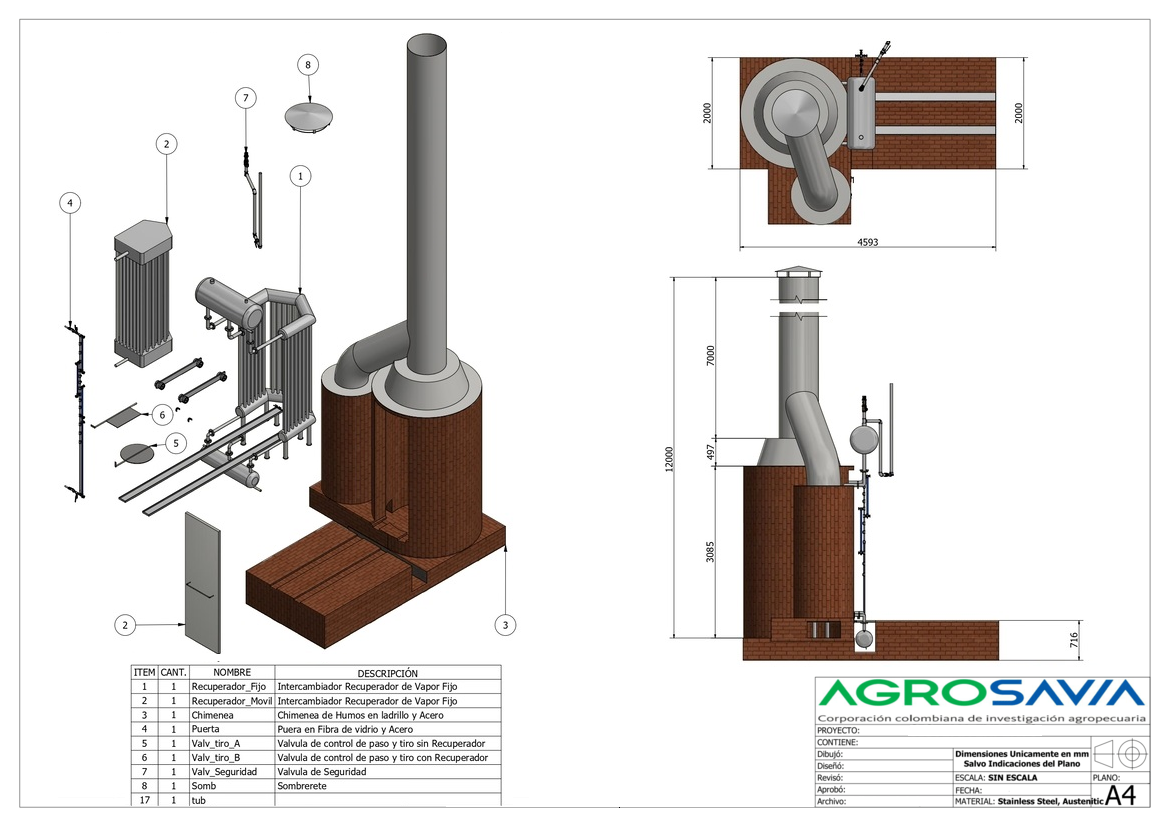 8
7
2
1
4
6
5
2
3
2000
2000
4593
7000
497
12000
3085
716
ITEM CANT. NOMBRE DESCRIPCIÓN
1 1 Recuperador_Fijo Intercambiador Recuperador de Vapor Fijo
2 1 Recuperador_Movil Intercambiador Recuperador de Vapor Fijo
3 1 Chimenea Chimenea de Humos en ladrillo y Acero
4 1 Puerta Puera en Fibra de vidrio y Acero
5 1 Valv_tiro_A Valvula de control de paso y tiro sin Recuperador
6 1 Valv_tiro_B Valvula de control de paso y tiro con Recuperador
7 1 Valv_Seguridad Valvula de Seguridad
8 1 Somb Sombrerete
17 1 tub
AGROSAVIA
Corporación colombiana de investigación agropecuaria
PROYECTO:
CONTIENE:
Dibujó:
Diseñó:
Revisó:
Aprobó:
Archivo:
Dimensiones Unicamente en mm
Salvo Indicaciones del Plano
ESCALA: SIN ESCALA
PLANO:
FECHA:
MATERIAL: Stainless Steel, Austenitic
A4